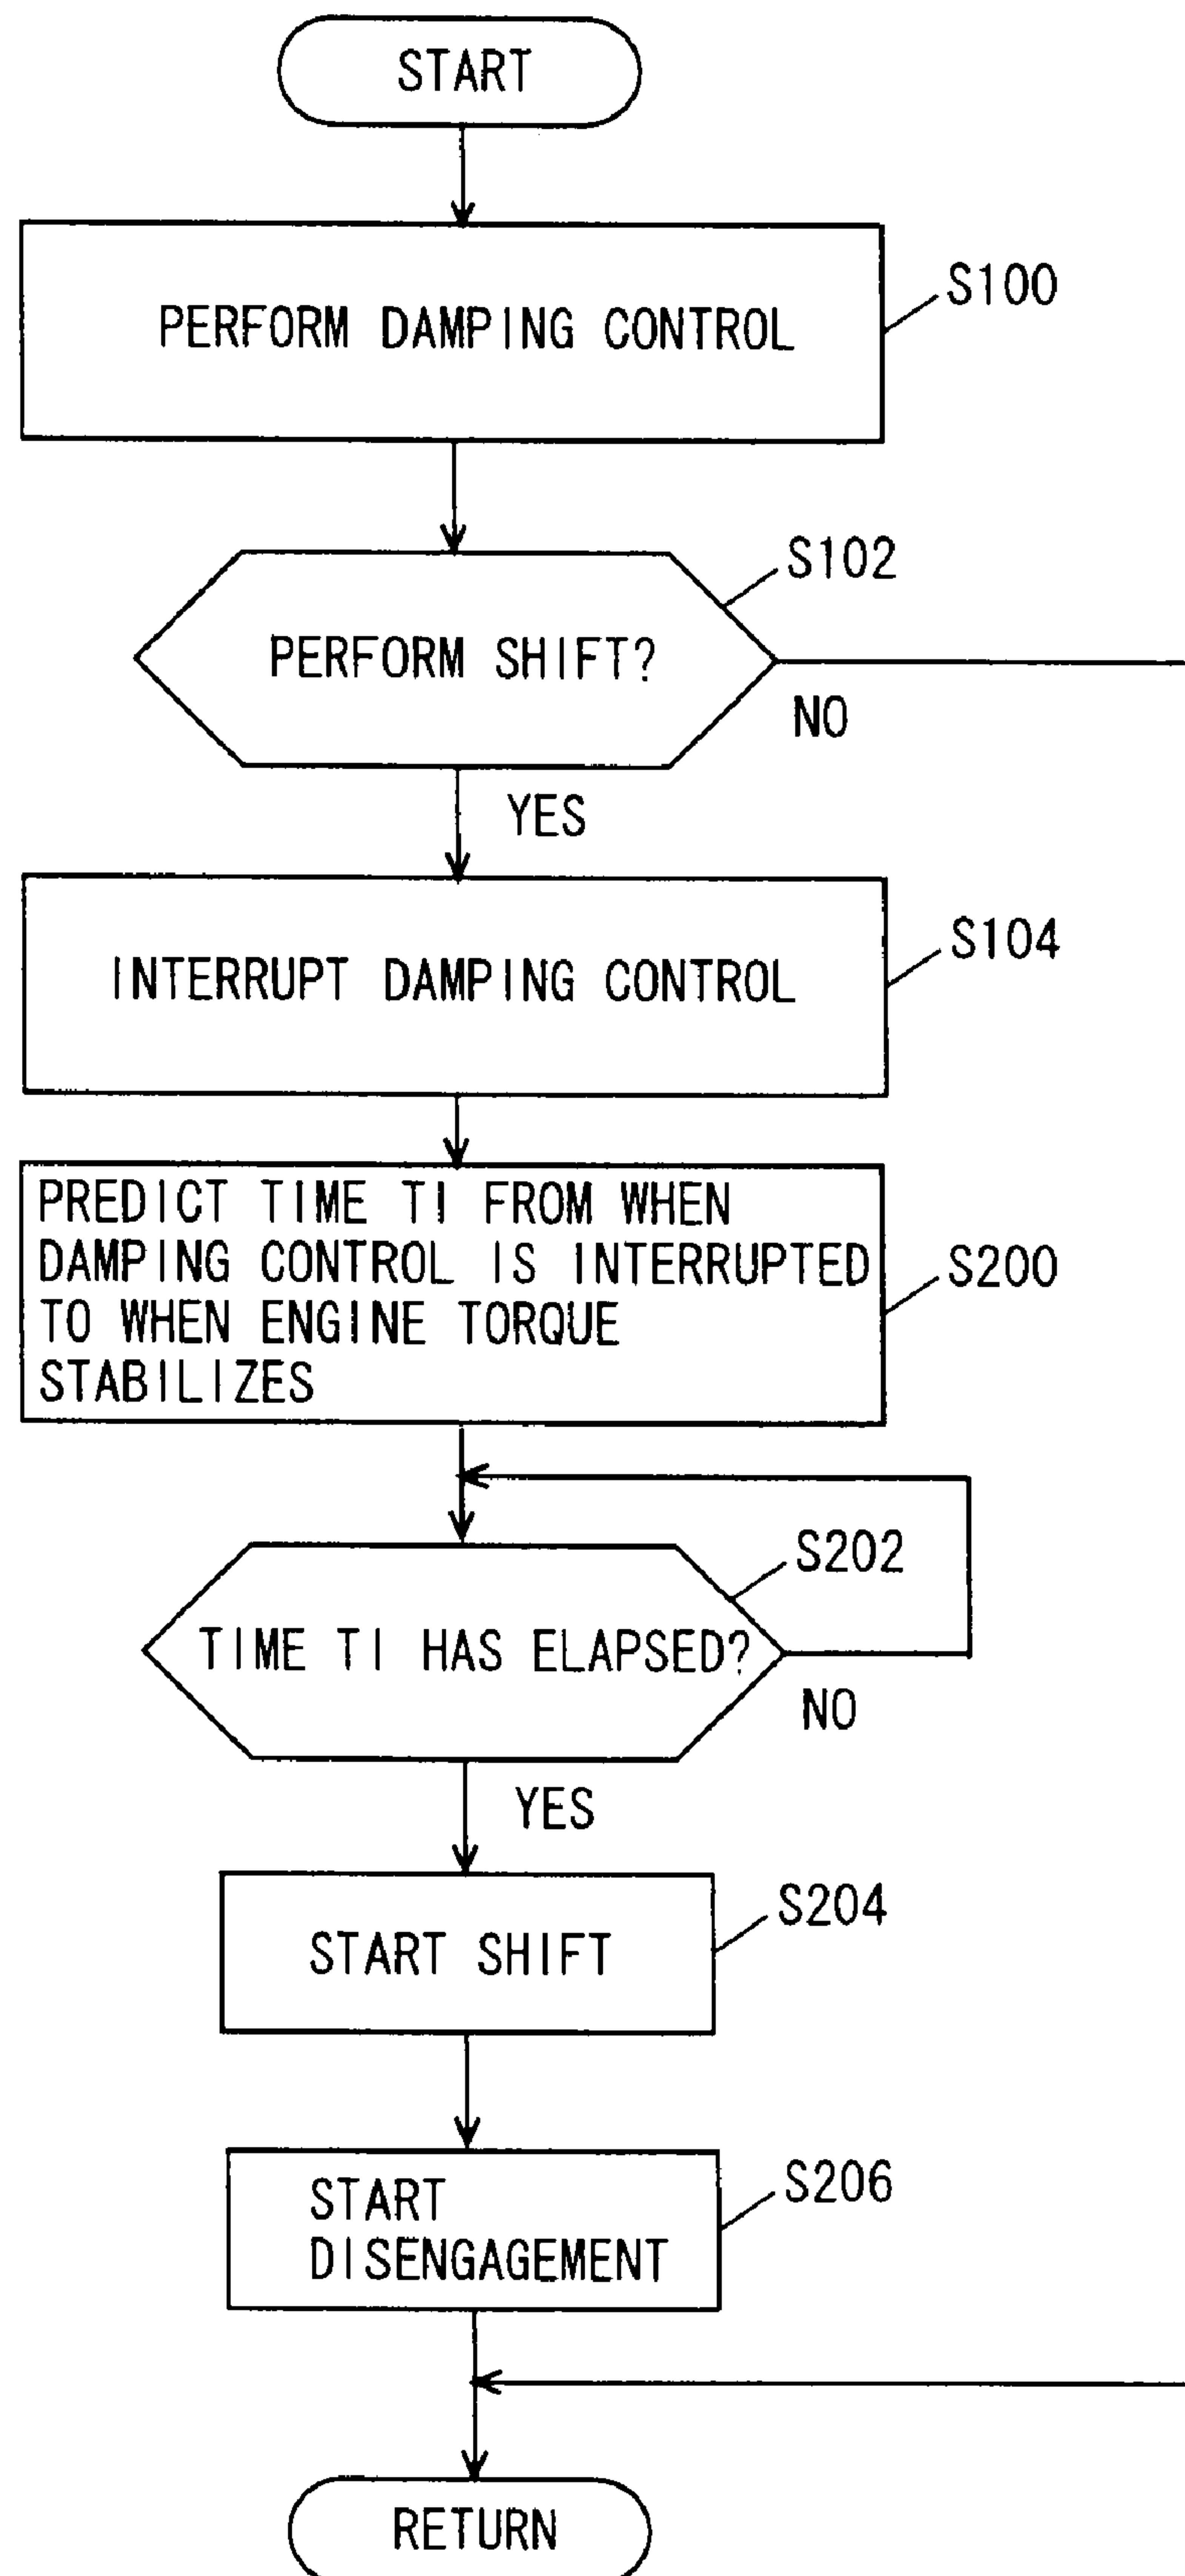 START
PERFORM DAMPING CONTROL
S100
PERFORM SHIFT?
S102
NO
YES
INTERRUPT DAMPING CONTROL
S104
PREDICT TIME TI FROM WHEN
DAMPING CONTROL IS INTERRUPTED
TO WHEN ENGINE TORQUE
STABILIZES
S200
TIME TI HAS ELAPSED?
S202
NO
YES
START SHIFT
S204
START
DISENGAGEMENT
S206
RETURN